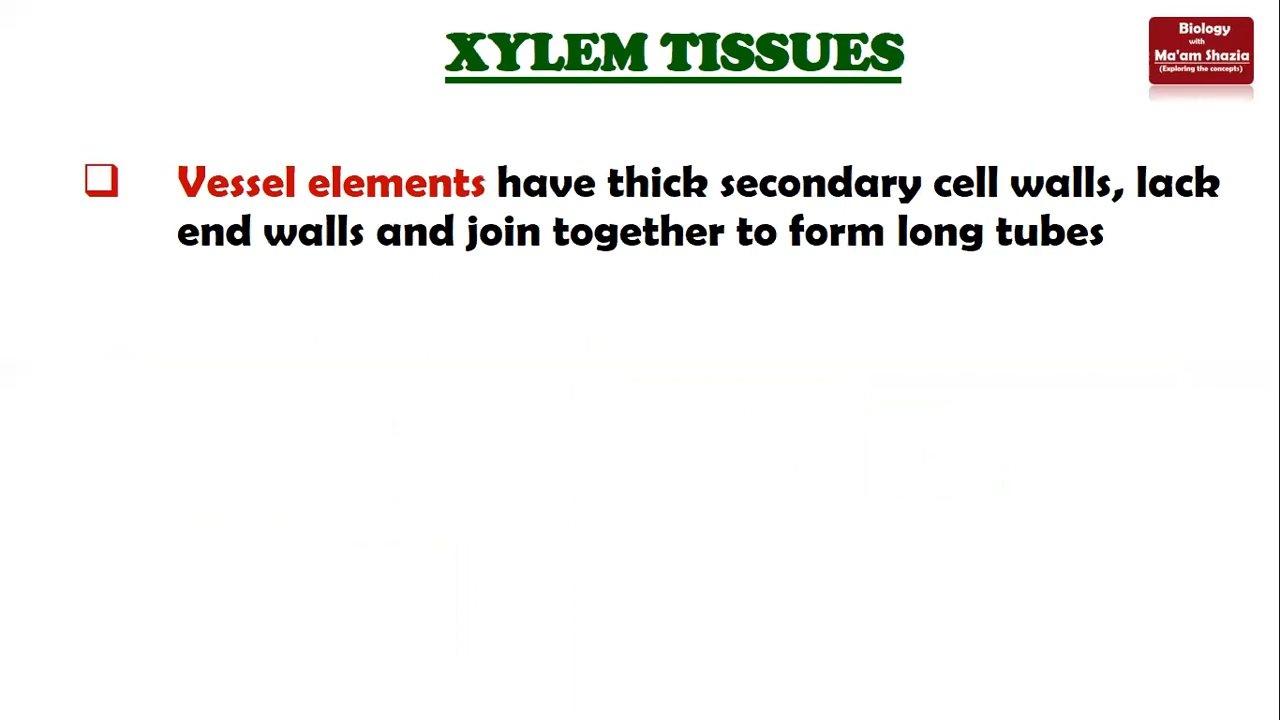 XYLEM TISSUES
Biology
with
Ma'am Shazia
(Exploring the concepts)
Vessel elements have thick secondary cell walls, lack
end walls and join together to form long tubes